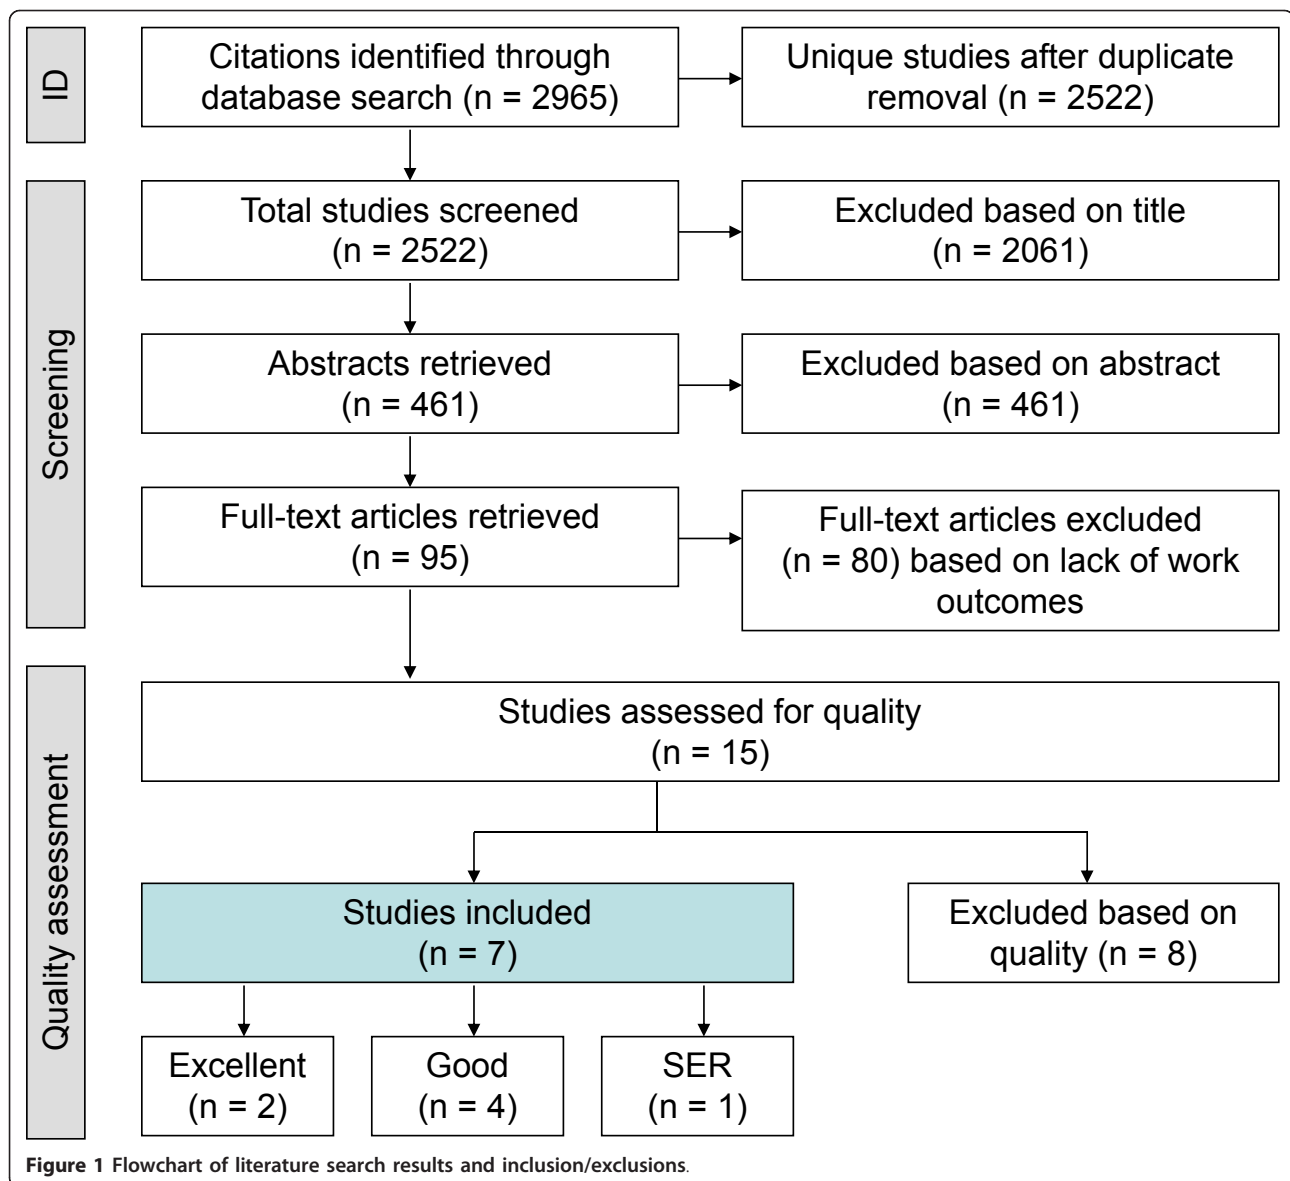 ID
Citations identified through
database search (n = 2965)
Unique studies after duplicate
removal (n = 2522)
Screening
Total studies screened
(n = 2522)
Excluded based on title
(n = 2061)
Abstracts retrieved
(n = 461)
Excluded based on abstract
(n = 461)
Full-text articles retrieved
(n = 95)
Full-text articles excluded
(n = 80) based on lack of work
outcomes
Quality assessment
Studies assessed for quality
(n = 15)
Studies included
(n = 7)
Excluded based on
quality (n = 8)
Excellent
(n = 2)
Good
(n = 4)
SER
(n = 1)
Figure 1 Flowchart of literature search results and inclusion/exclusions.